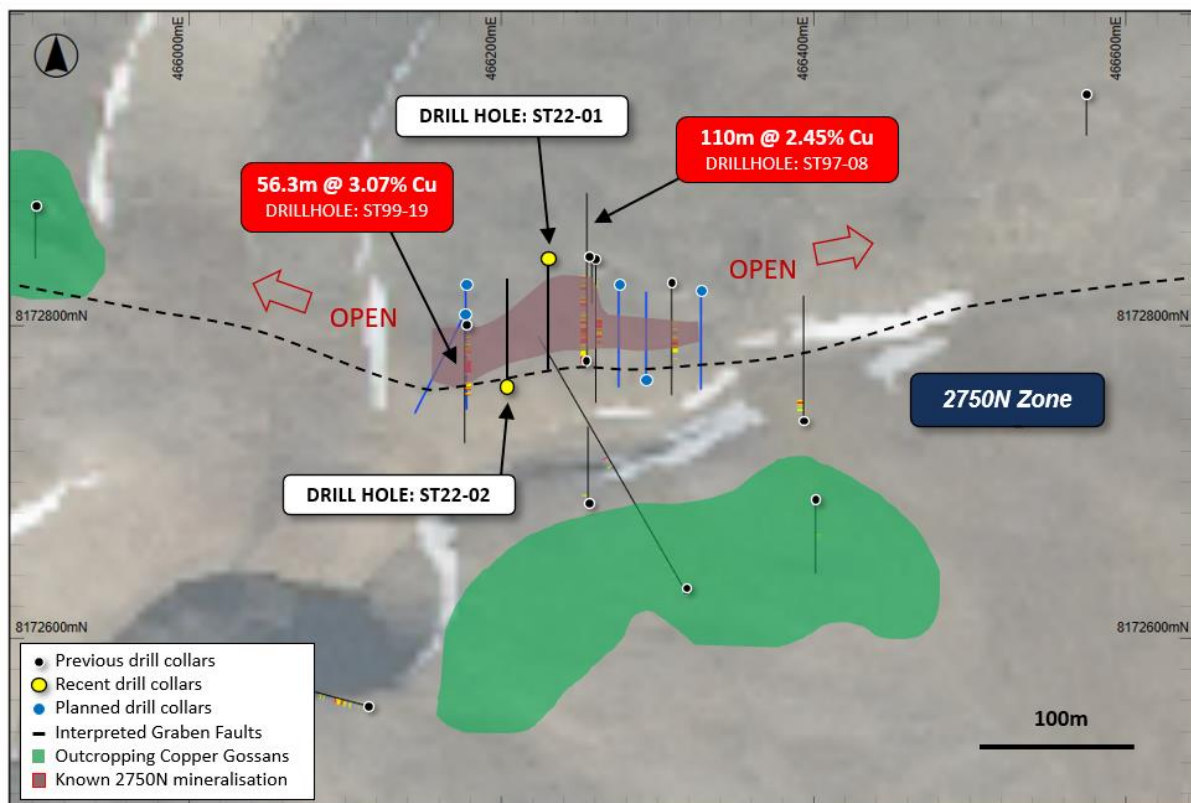 466000mE
466200mE
466400mE
466600mE
DRILL HOLE: ST22-01
110m @ 2.45% Cu
DRILLHOLE: ST97-08
56.3m @ 3.07% Cu
DRILLHOLE: ST99-19
OPEN
OPEN
8172800mN
8172800mN
2750N Zone
DRILL HOLE: ST22-02
8172600mN
8172600mN
Previous drill collars
Recent drill collars
Planned drill collars
Interpreted Graben Faults
Outcropping Copper Gossans
Known 2750N mineralisation
100m